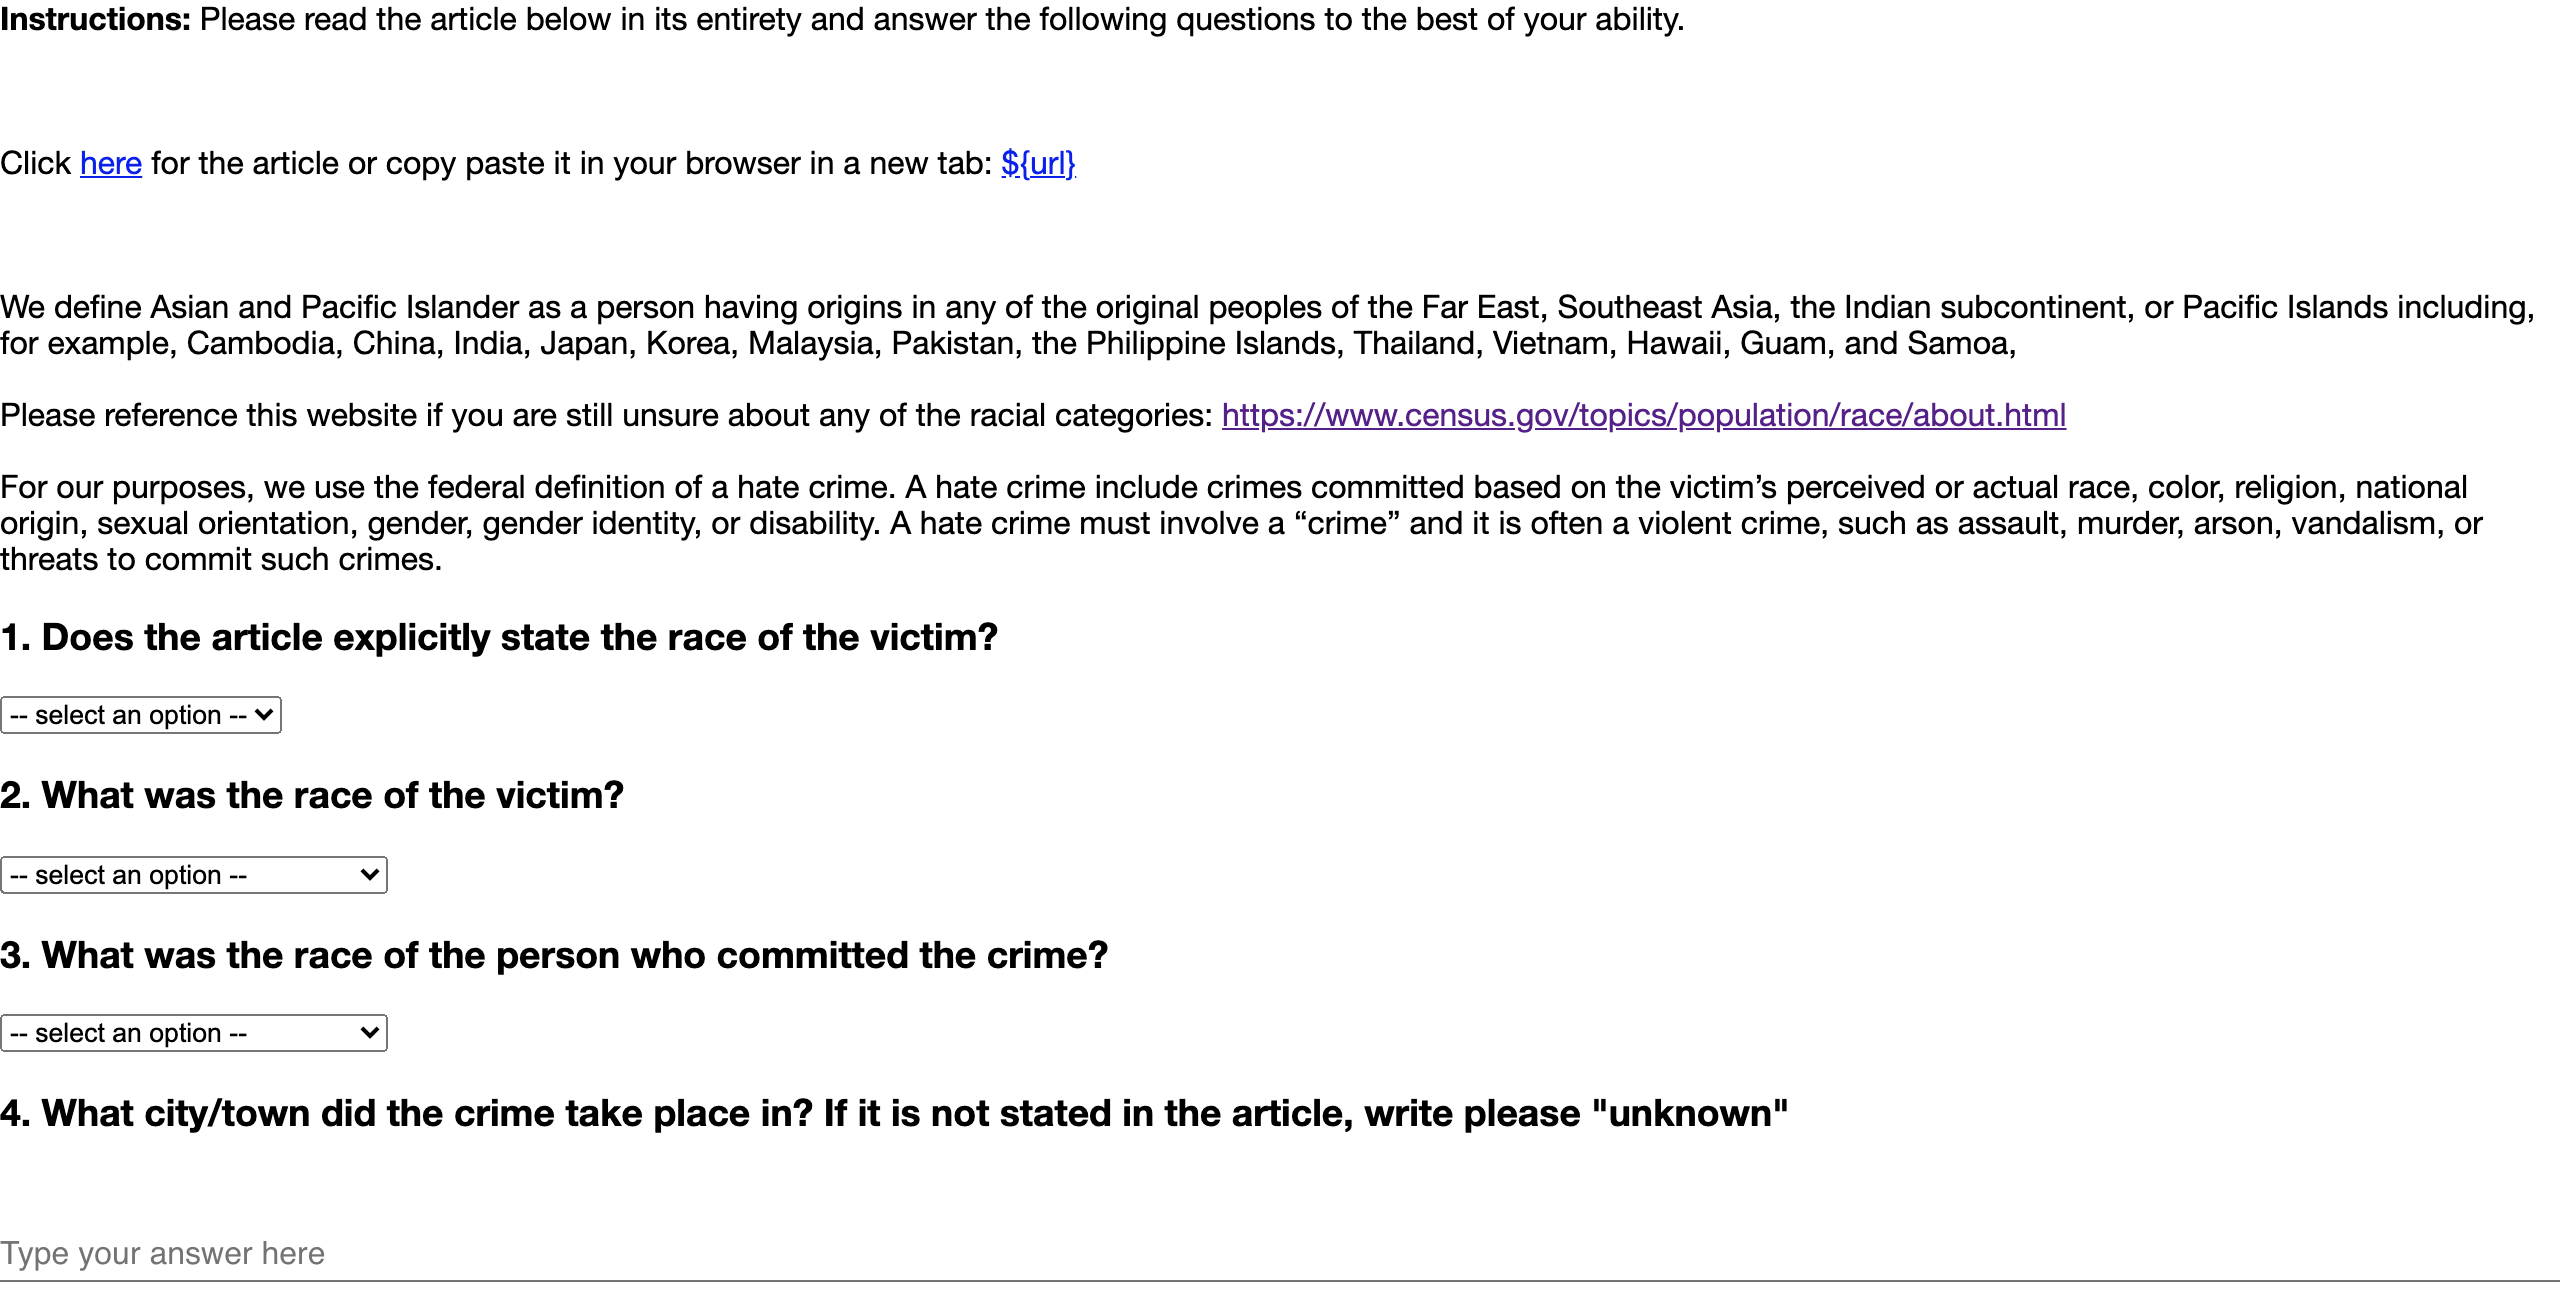 Instructions: Please read the article below in its entirety and answer the following questions to the best of your ability.
Click here for the article or copy paste it in your browser in a new tab: ${url}
We define Asian and Pacific Islander as a person having origins in any of the original peoples of the Far East, Southeast Asia, the Indian subcontinent, or Pacific Islands including,
for example, Cambodia, China, India, Japan, Korea, Malaysia, Pakistan, the Philippine Islands, Thailand, Vietnam, Hawaii, Guam, and Samoa,
Please reference this website if you are still unsure about any of the racial categories: https://www.census.gov/topics/population/race/about.html
For our purposes, we use the federal definition of a hate crime. A hate crime include crimes committed based on the victim’s perceived or actual race, color, religion, national
origin, sexual orientation, gender, gender identity, or disability. A hate crime must involve a “crime” and it is often a violent crime, such as assault, murder, arson, vandalism, or
threats to commit such crimes.
1. Does the article explicitly state the race of the victim?
-- select an option --
2. What was the race of the victim?
-- select an option --
3. What was the race of the person who committed the crime?
-- select an option --
4. What city/town did the crime take place in? If it is not stated in the article, write please "unknown"
Type your answer here